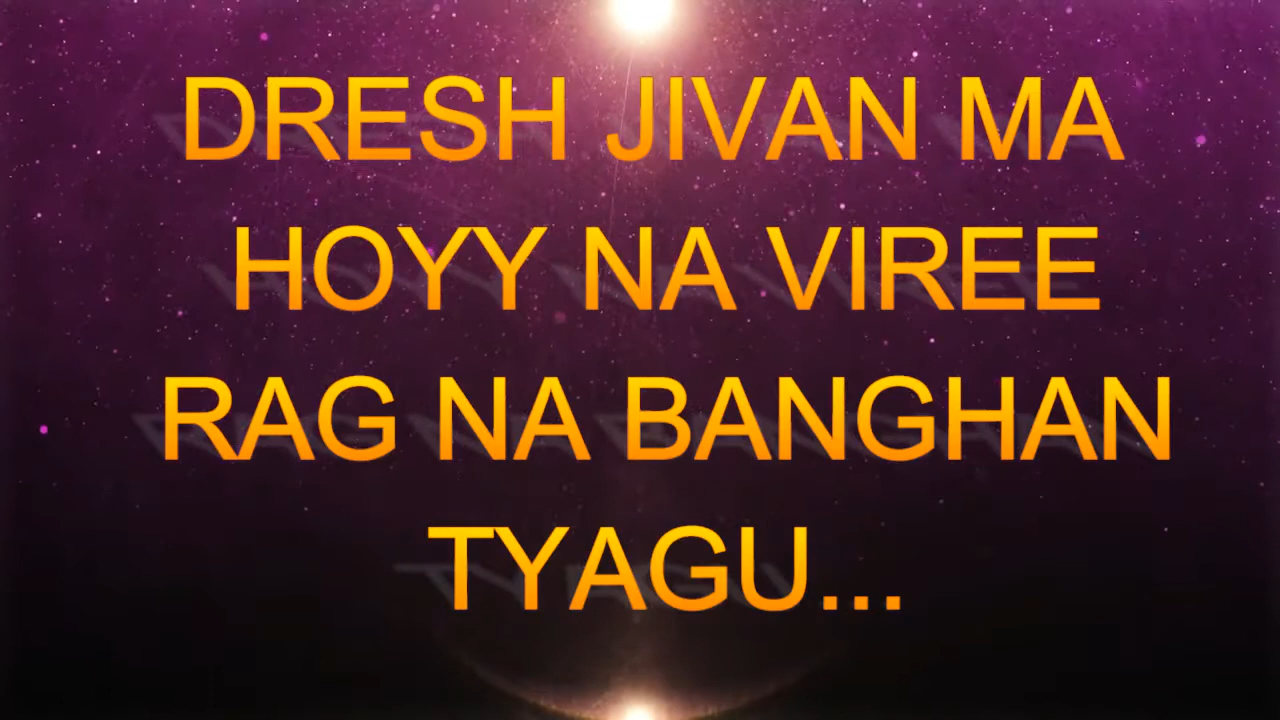 DRESH JIVAN MA
HOYY NA VIREE
RAG NA BANGHAN
TYAGU...